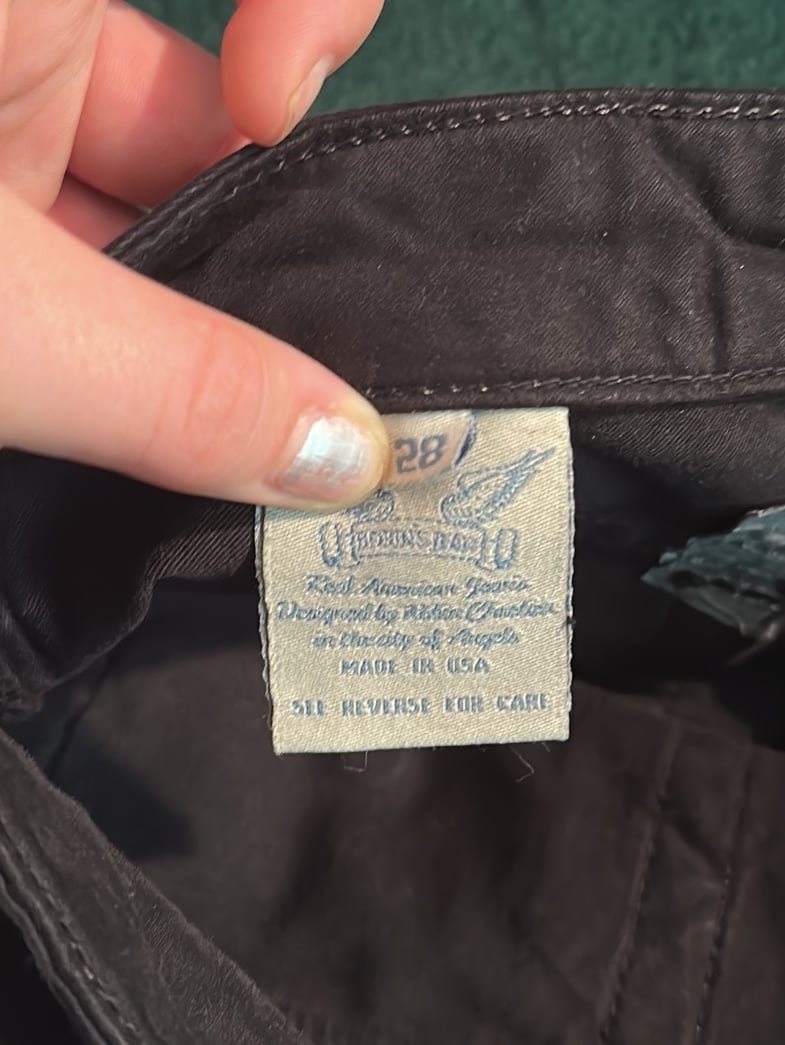 28
ROBIN'S JEAN
Real American Jeans
Designed by Robin Chretien
in the city of Angels
MADE IN USA
SEE REVERSE FOR CARE